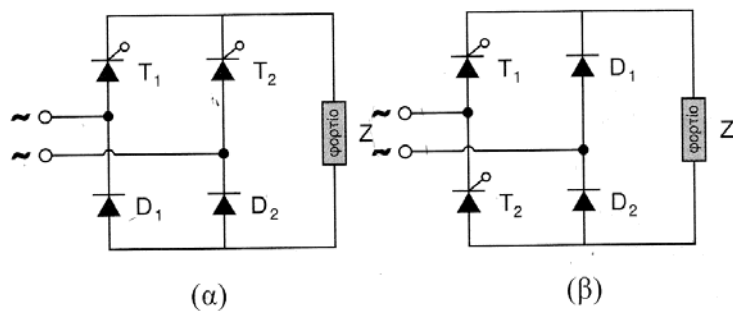 T₁ T₂
~
~
φορτίο Z
D₁ D₂
(α)
T₁ D₁
~
~
φορτίο Z
T₂ D₂
(β)